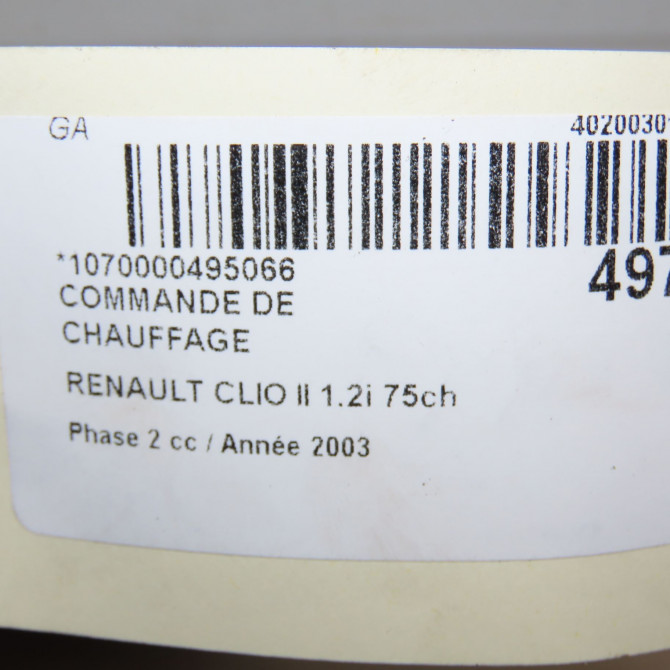 GA 4020030
*1070000495066 497
COMMANDE DE
CHAUFFAGE
RENAULT CLIO II 1.2i 75ch
Phase 2 cc / Année 2003